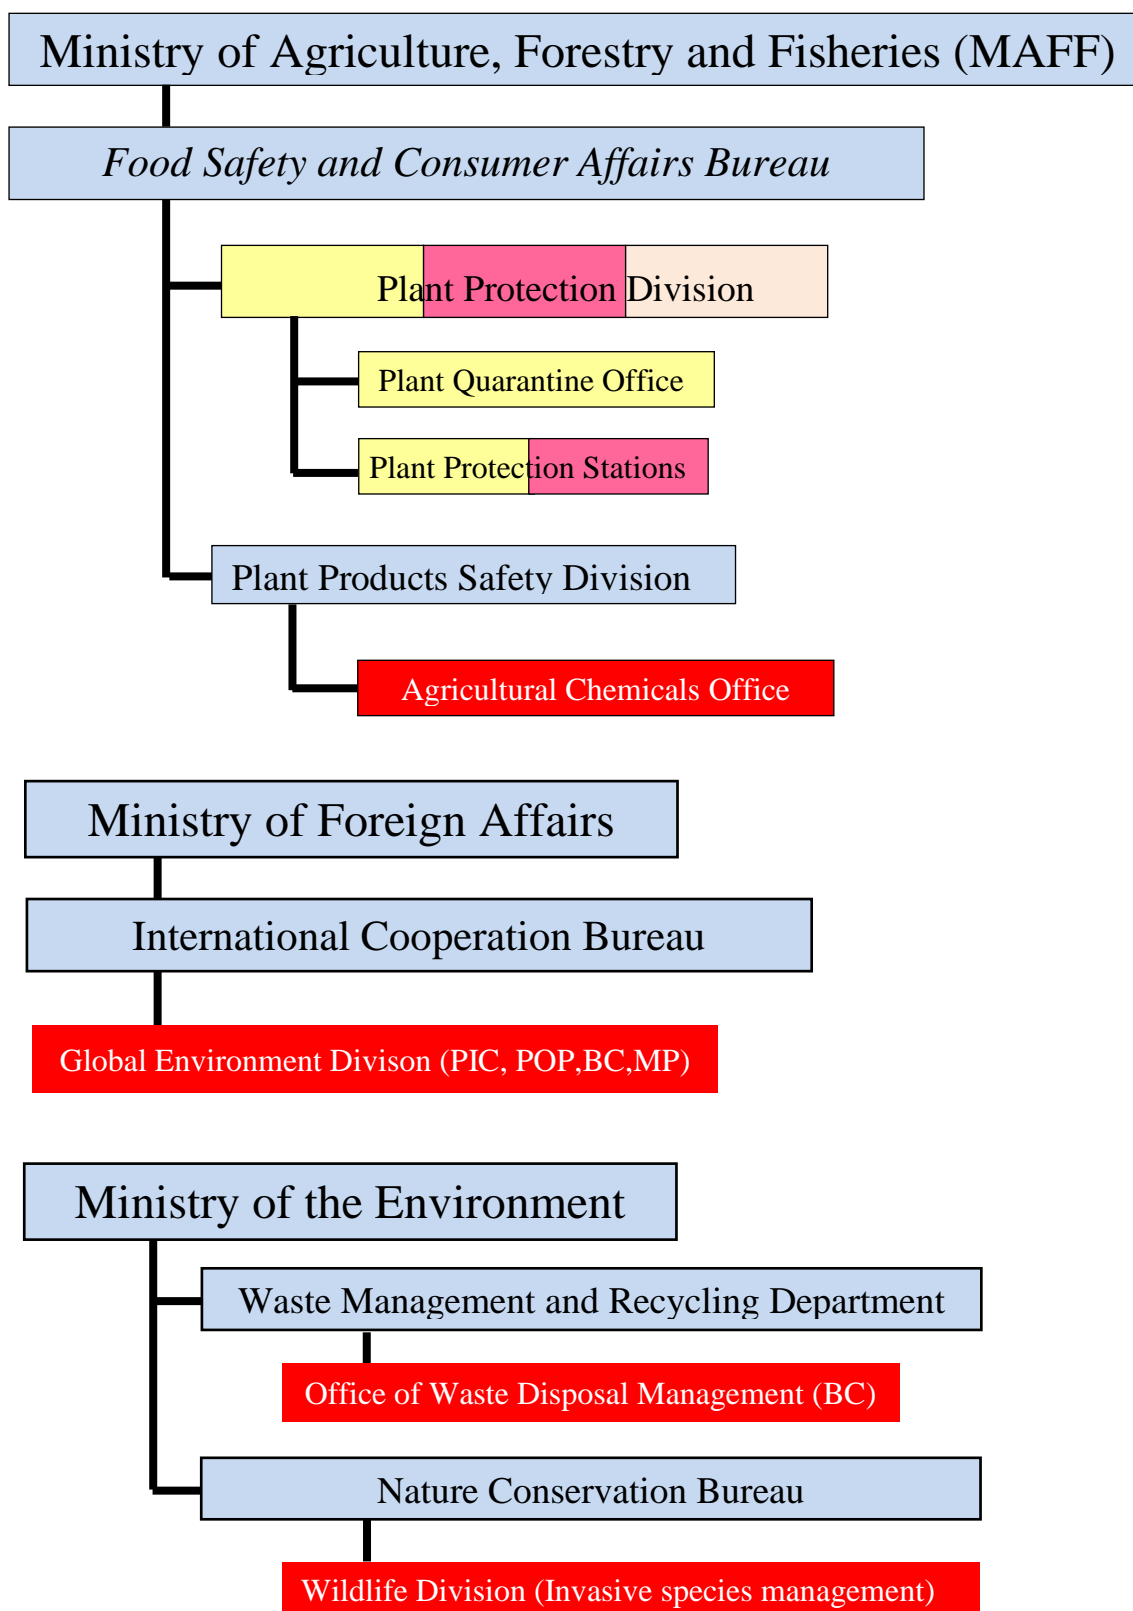 Ministry of Agriculture, Forestry and Fisheries (MAFF)
Food Safety and Consumer Affairs Bureau
Plant Protection Division
Plant Quarantine Office
Plant Protection Stations
Plant Products Safety Division
Agricultural Chemicals Office
Ministry of Foreign Affairs
International Cooperation Bureau
Global Environment Divison (PIC, POP,BC,MP)
Ministry of the Environment
Waste Management and Recycling Department
Office of Waste Disposal Management (BC)
Nature Conservation Bureau
Wildlife Division (Invasive species management)